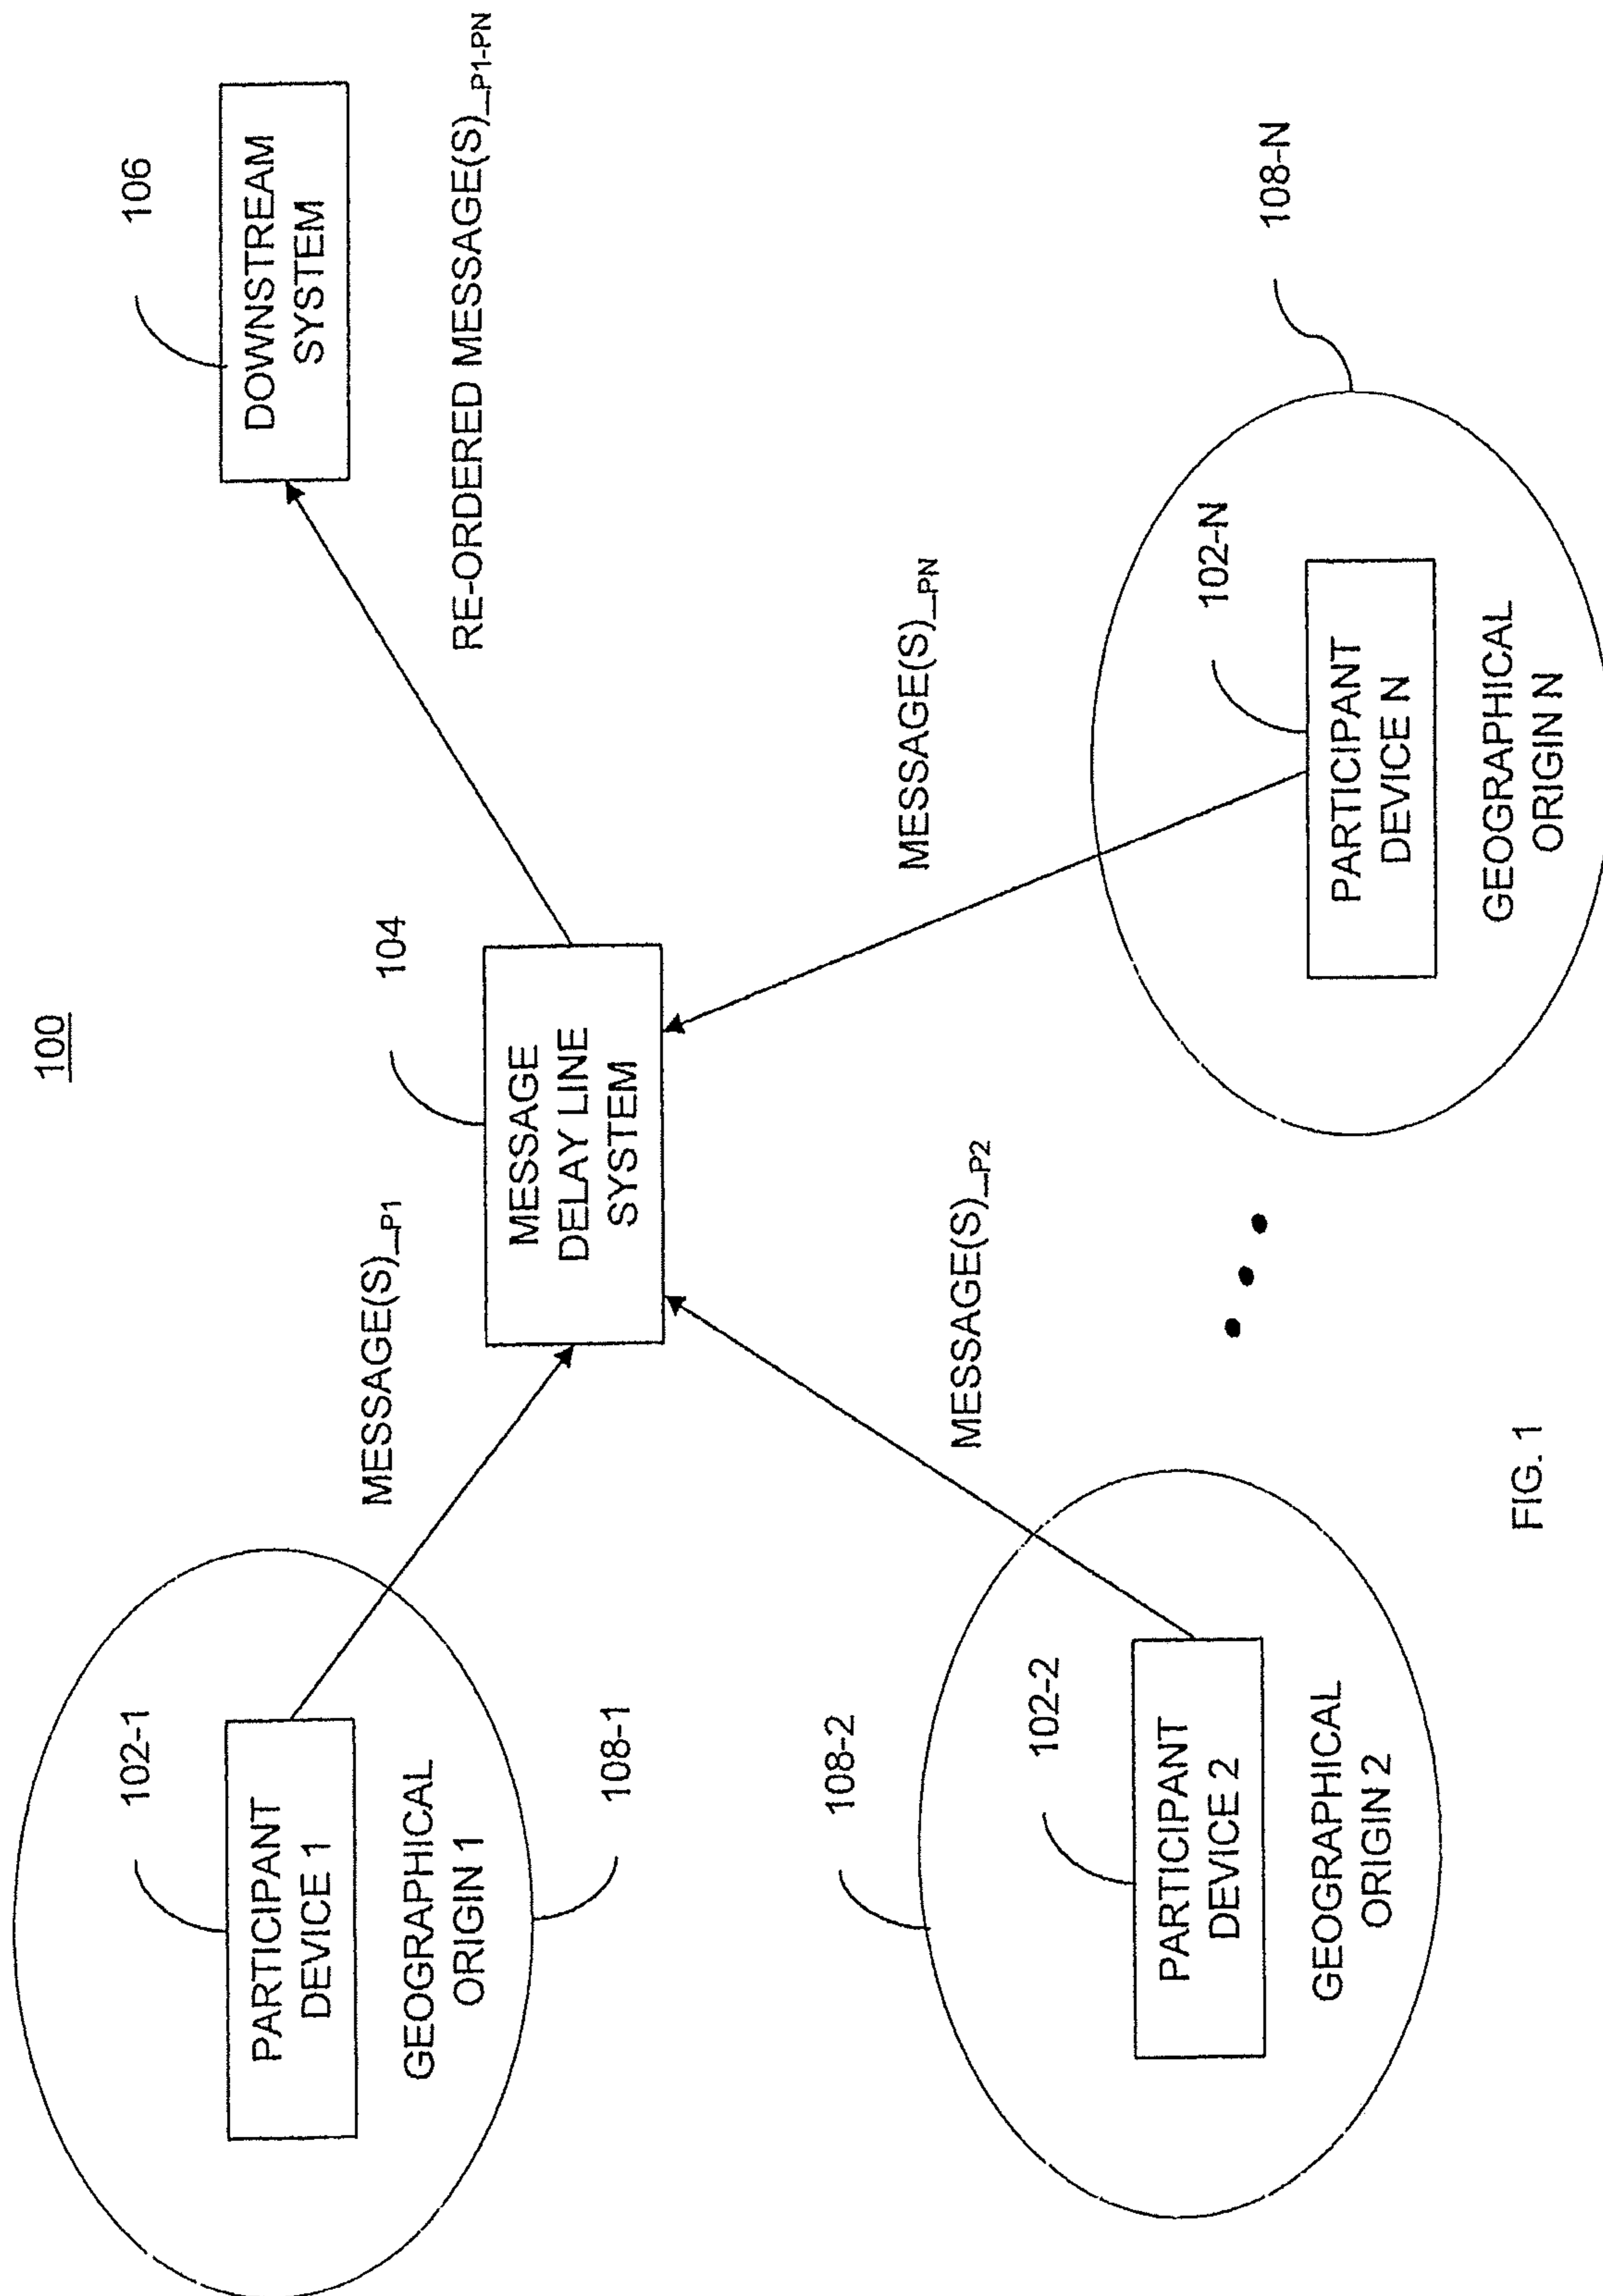 100
102-1
PARTICIPANT
DEVICE 1
GEOGRAPHICAL
ORIGIN 1
108-1
MESSAGE(S)_P1
104
MESSAGE
DELAY LINE
SYSTEM
106
DOWNSTREAM
SYSTEM
RE-ORDERED MESSAGE(S)_P1-PN
108-2
102-2
PARTICIPANT
DEVICE 2
GEOGRAPHICAL
ORIGIN 2
MESSAGE(S)_P2
MESSAGE(S)_PN
108-N
102-N
PARTICIPANT
DEVICE N
GEOGRAPHICAL
ORIGIN N
FIG. 1